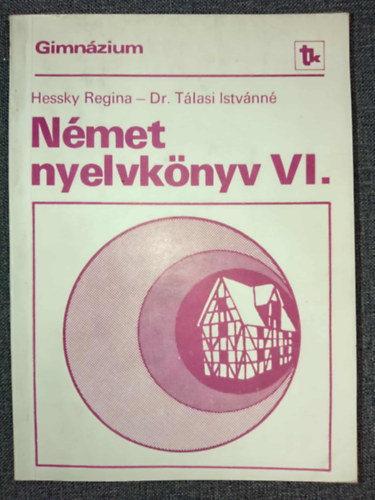 Gimnázium
tk
Hessky Regina – Dr. Tálasi Istvánné
Német
nyelvkönyv VI.